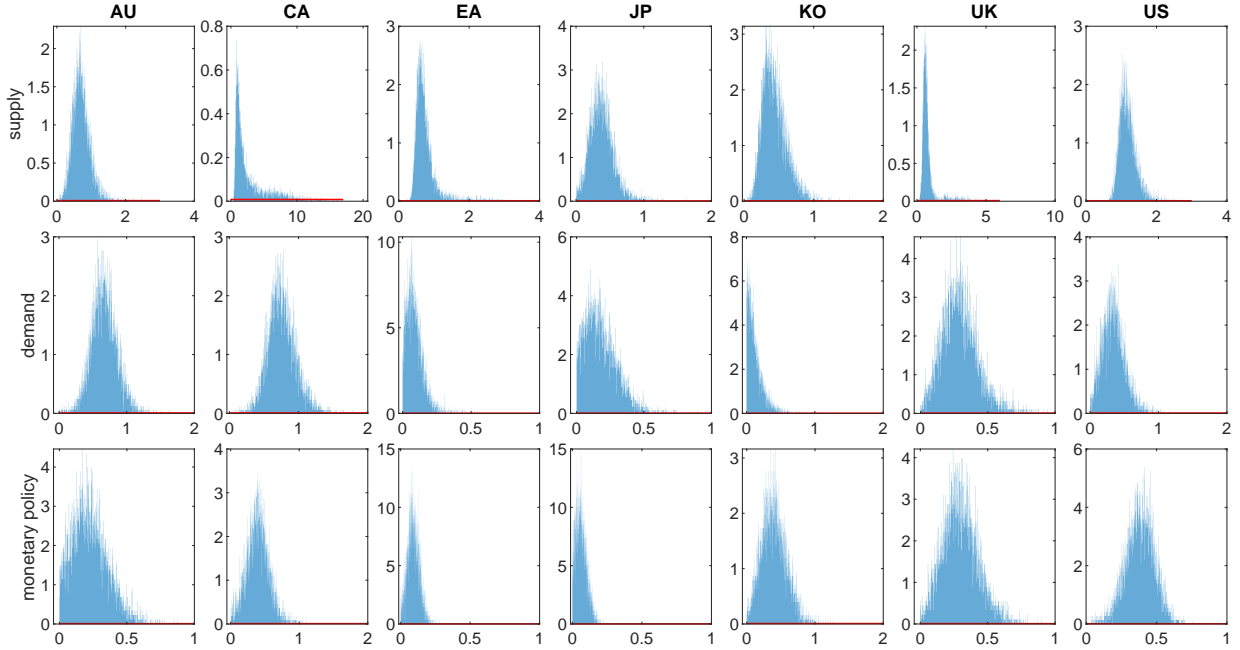 AU CA EA JP KO UK US
supply
2 1.5 1 0.5 0
0.8 0.6 0.4 0.2 0
3 2 1 0
4 3 2 1 0
3 2 1 0
2 1.5 1 0.5 0
3 2 1 0
0 2 4 0 10 20 0 2 4 0 1 2 0 1 2 0 5 10 0 2 4
demand
3 2 1 0
3 2 1 0
10 5 0
6 4 2 0
8 6 4 2 0
4 3 2 1 0
4 3 2 1 0
0 1 2 0 1 2 0 0.5 1 0 0.5 1 0 1 2 0 0.5 1 0 1 2
monetary policy
4 3 2 1 0
4 3 2 1 0
15 10 5 0
15 10 5 0
3 2 1 0
4 3 2 1 0
6 4 2 0
0 0.5 1 0 1 2 0 0.5 1 0 0.5 1 0 1 2 0 0.5 1 0 0.5 1